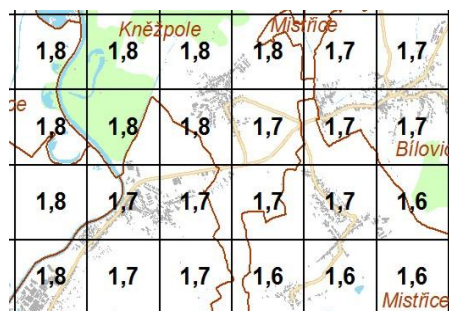 Kněžpole Mistřice
1,8 1,8 1,8 1,8 1,7 1,7
ce
1,8 1,8 1,8 1,7 1,7 1,7
Bílovic
1,8 1,7 1,7 1,7 1,7 1,6
1,8 1,7 1,7 1,6 1,6 1,6
Mistřice